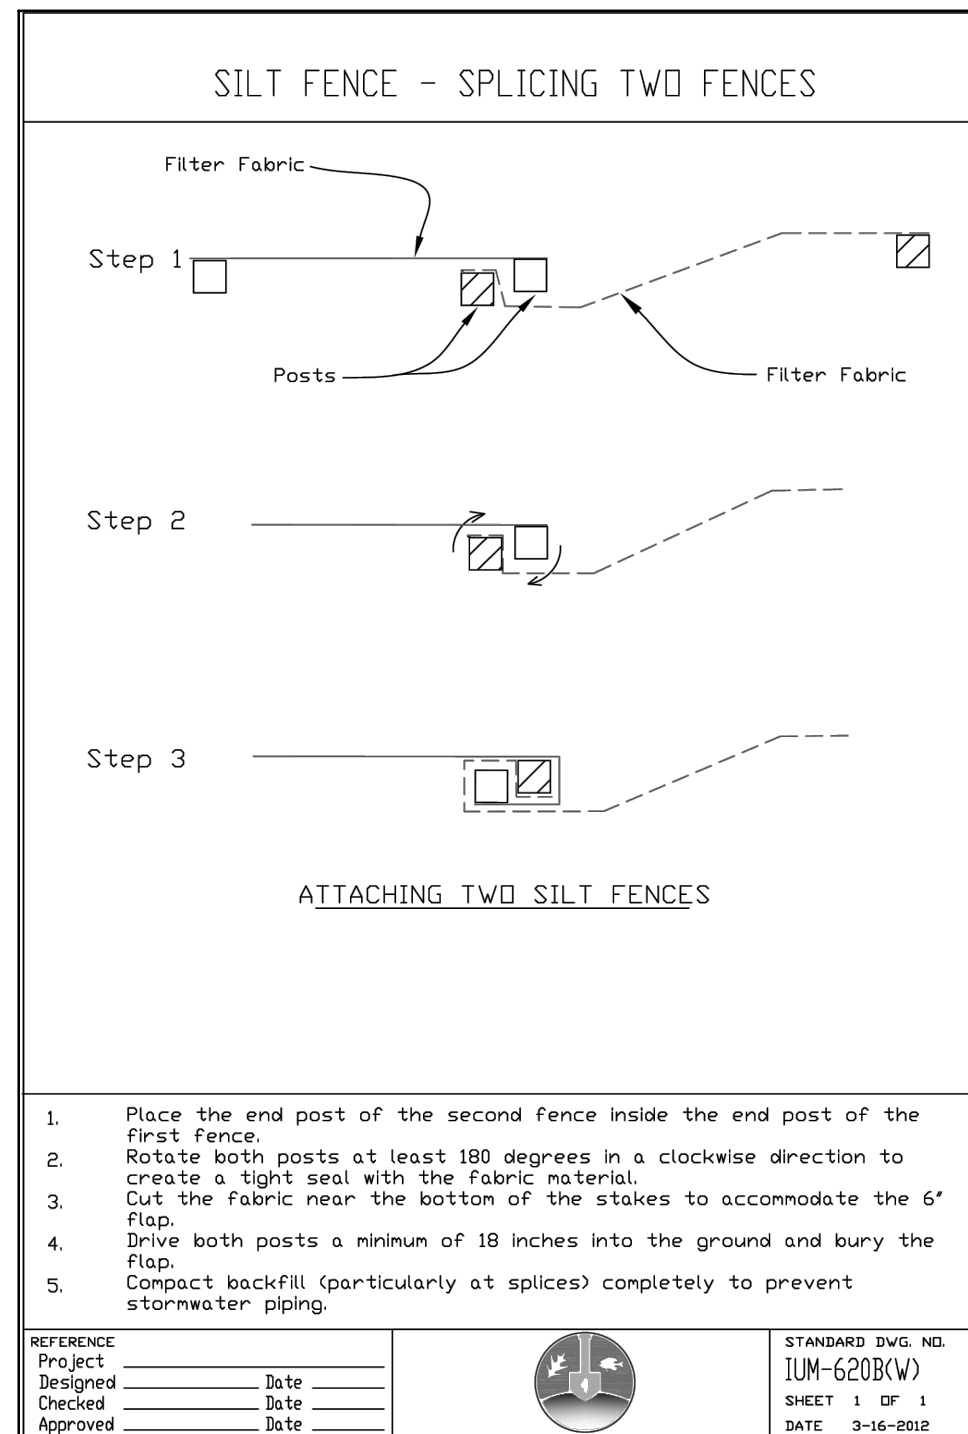 SILT FENCE - SPLICING TWO FENCES
Filter Fabric
Step 1
Posts
Filter Fabric
Step 2
Step 3
ATTACHING TWO SILT FENCES
1. Place the end post of the second fence inside the end post of the
first fence.
2. Rotate both posts at least 180 degrees in a clockwise direction to
create a tight seal with the fabric material.
3. Cut the fabric near the bottom of the stakes to accommodate the 6"
flap.
4. Drive both posts a minimum of 18 inches into the ground and bury the
flap.
5. Compact backfill (particularly at splices) completely to prevent
stormwater piping.
REFERENCE
Project
Designed Date
Checked Date
Approved Date
STANDARD DWG. NO.
IUM-620B(W)
SHEET 1 OF 1
DATE 3-16-2012